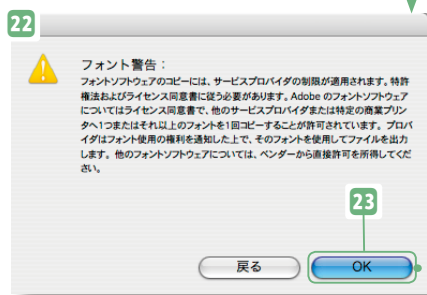 22
フォント警告：
フォントソフトウェアのコピーには、サービスプロバイダの制限が適用されます。特許
権法およびライセンス同意書に従う必要があります。Adobe のフォントソフトウェア
についてはライセンス同意書で、他のサービスプロバイダまたは特定の商業プリン
タへ1つまたはそれ以上のフォントを1回コピーすることが許可されています。プロバ
イダはフォント使用の権利を通知した上で、そのフォントを使用してファイルを出力
します。他のフォントソフトウェアについては、ベンダーから直接許可を所得してくだ
さい。
23
戻る OK